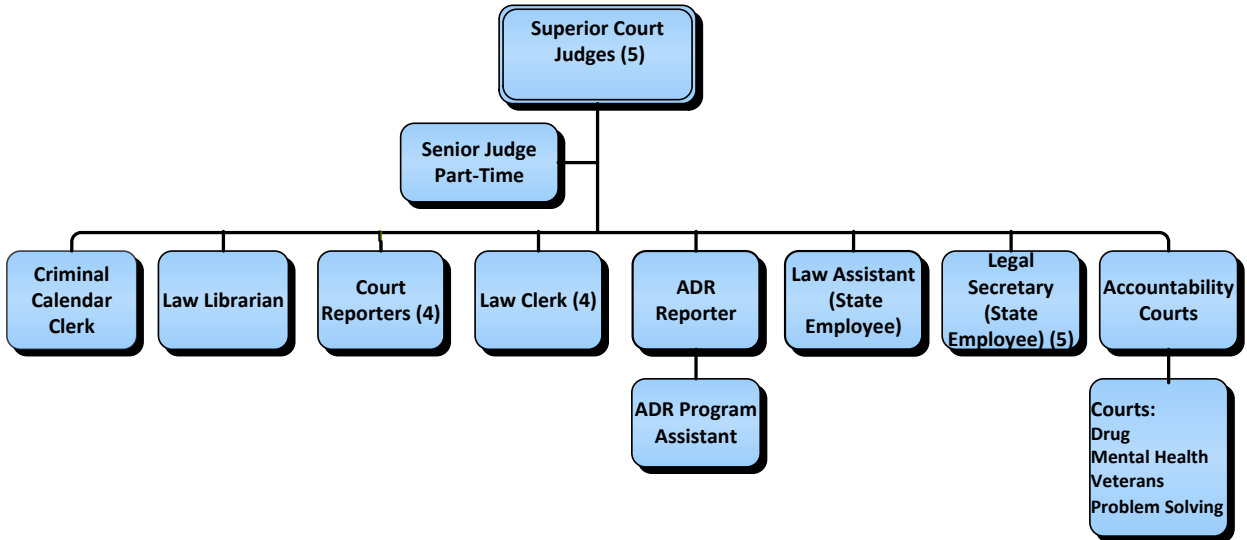 Superior Court
Judges (5)
Senior Judge
Part-Time
Criminal
Calendar
Clerk
Law Librarian
Court
Reporters (4)
Law Clerk (4)
ADR
Reporter
Law Assistant
(State
Employee)
Legal
Secretary
(State
Employee) (5)
Accountability
Courts
ADR Program
Assistant
Courts:
Drug
Mental Health
Veterans
Problem Solving